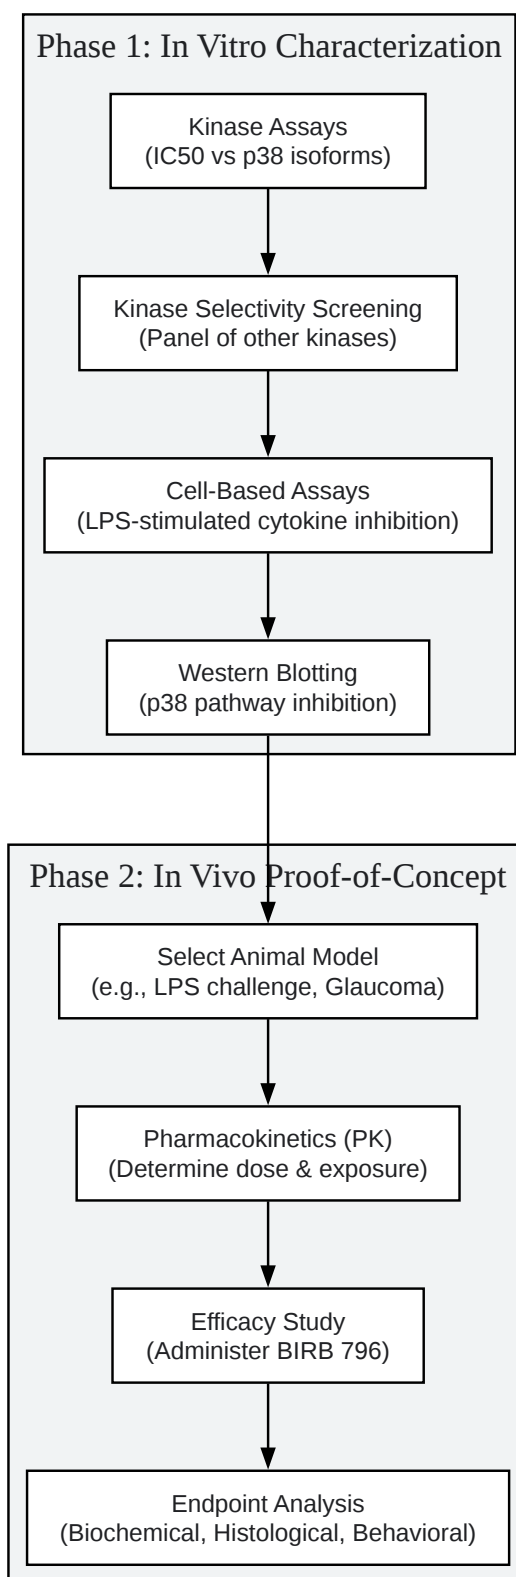 Phase 1: In Vitro Characterization
Kinase Assays
(IC50 vs p38 isoforms)
Kinase Selectivity Screening
(Panel of other kinases)
Cell-Based Assays
(LPS-stimulated cytokine inhibition)
Western Blotting
(p38 pathway inhibition)
Phase 2: In Vivo Proof-of-Concept
Select Animal Model
(e.g., LPS challenge, Glaucoma)
Pharmacokinetics (PK)
(Determine dose & exposure)
Efficacy Study
(Administer BIRB 796)
Endpoint Analysis
(Biochemical, Histological, Behavioral)